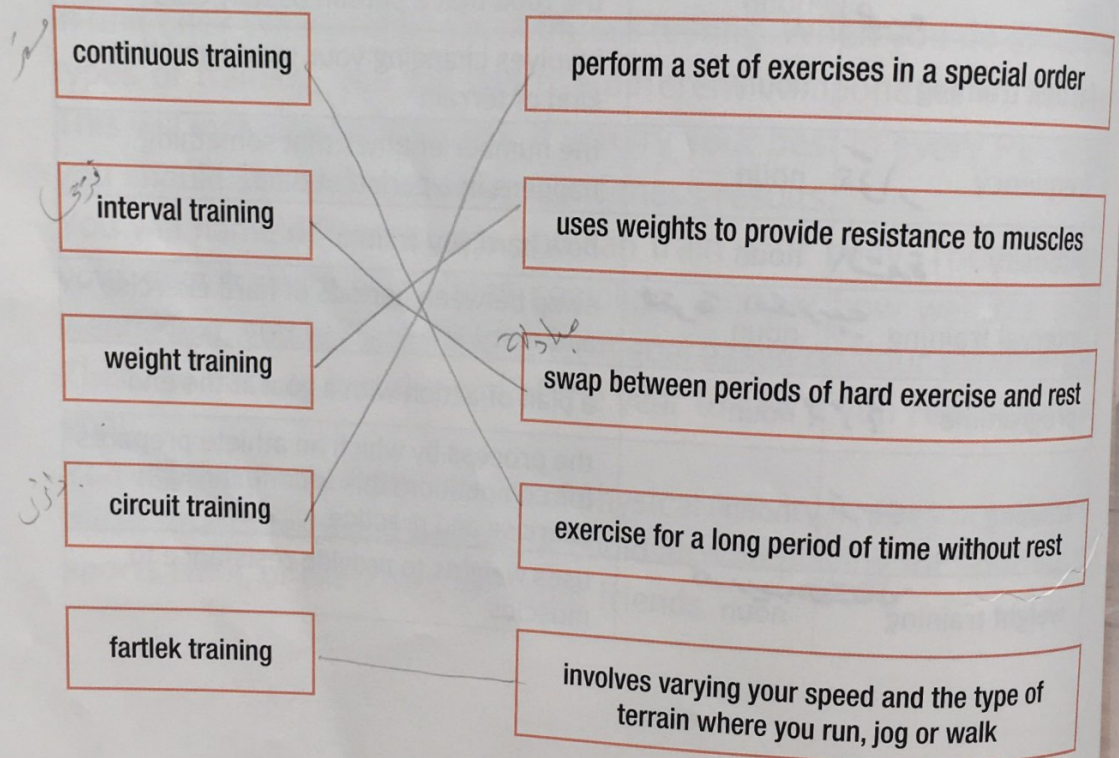 continuous training
perform a set of exercises in a special order
interval training
uses weights to provide resistance to muscles
weight training
swap between periods of hard exercise and rest
circuit training
exercise for a long period of time without rest
fartlek training
involves varying your speed and the type of
terrain where you run, jog or walk